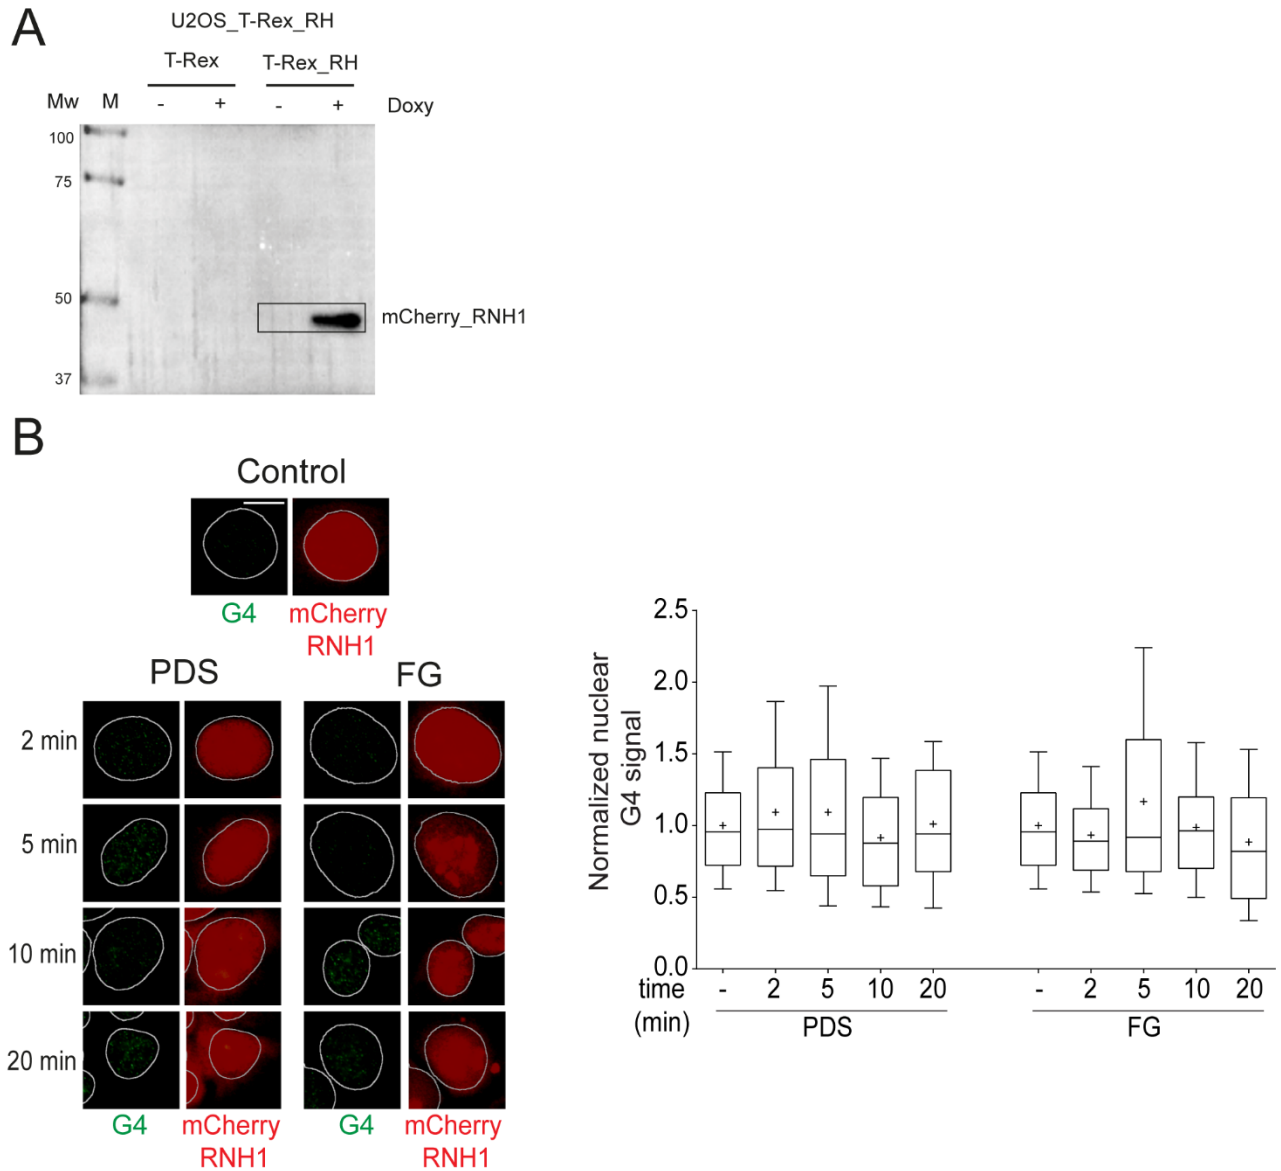 A
U2OS_T-Rex_RH
T-Rex T-Rex_RH
Mw M - + - + Doxy
100
75
50
mCherry_RNH1
37
B
Control
G4 mCherry
RNH1
PDS FG
2 min
5 min
10 min
20 min
G4 mCherry G4 mCherry
RNH1 RNH1
Normalized nuclear
G4 signal
2.5
2.0
1.5
1.0
0.5
0.0
time - 2 5 10 20 - 2 5 10 20
(min) PDS FG